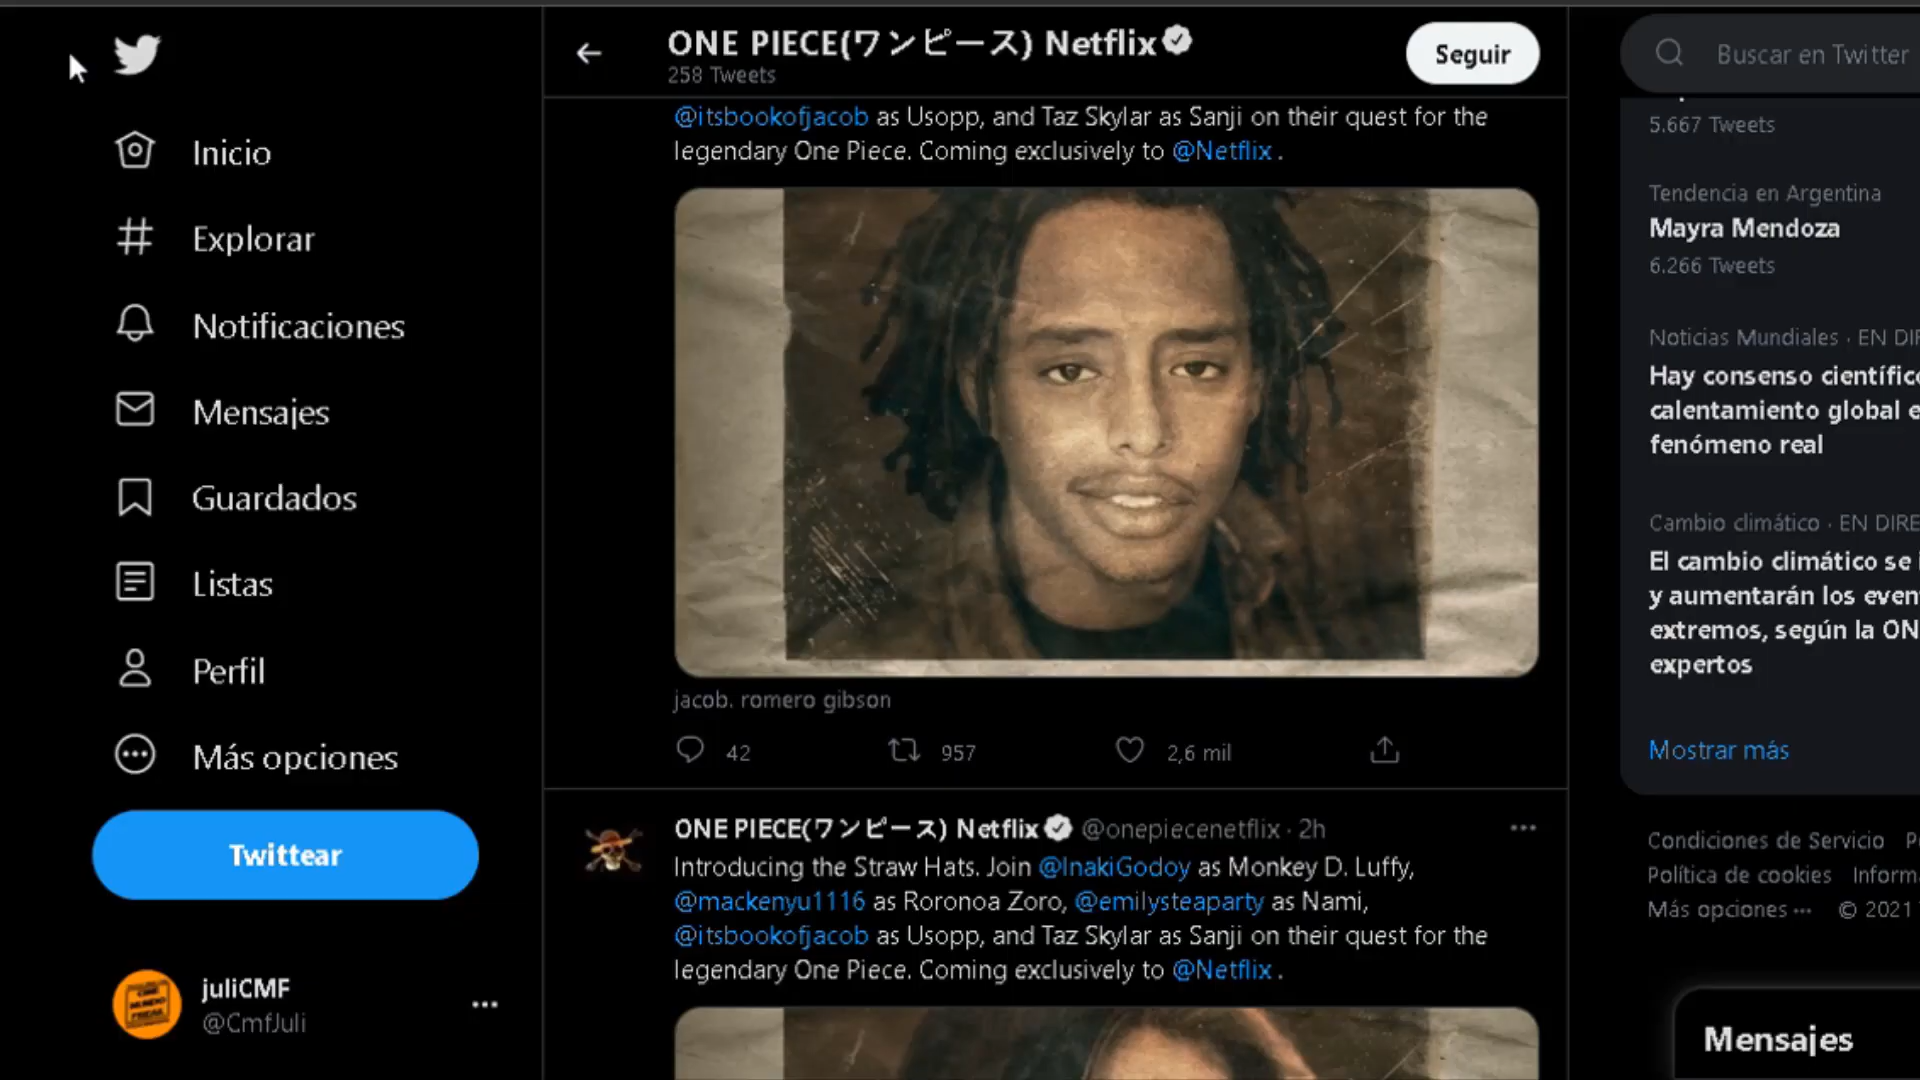 Inicio
Explorar
Notificaciones
Mensajes
Guardados
Listas
Perfil
Más opciones
Twittear
juliCMF
@CmfJuli
ONE PIECE(ワンピース) Netflix
258 Tweets
Seguir
@itsbookofjacob as Usopp, and Taz Skylar as Sanji on their quest for the
legendary One Piece. Coming exclusively to @Netflix .
jacob. romero gibson
42 957 2,6 mil
ONE PIECE(ワンピース) Netflix @onepiecenetflix · 2h
Introducing the Straw Hats. Join @InakiGodoy as Monkey D. Luffy,
@mackenyu1116 as Roronoa Zoro, @emilysteaparty as Nami,
@itsbookofjacob as Usopp, and Taz Skylar as Sanji on their quest for the
legendary One Piece. Coming exclusively to @Netflix .
Buscar en Twitter
5.667 Tweets
Tendencia en Argentina
Mayra Mendoza
6.266 Tweets
Noticias Mundiales · EN DI
Hay consenso científic
calentamiento global e
fenómeno real
Cambio climático · EN DIRE
El cambio climático se
y aumentarán los even
extremos, según la ON
expertos
Mostrar más
Condiciones de Servicio P
Política de cookies Inform
Más opciones ··· © 2021
Mensajes